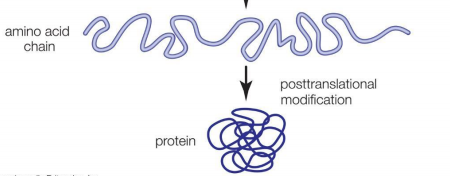 amino acid
chain
posttranslational
modification
protein